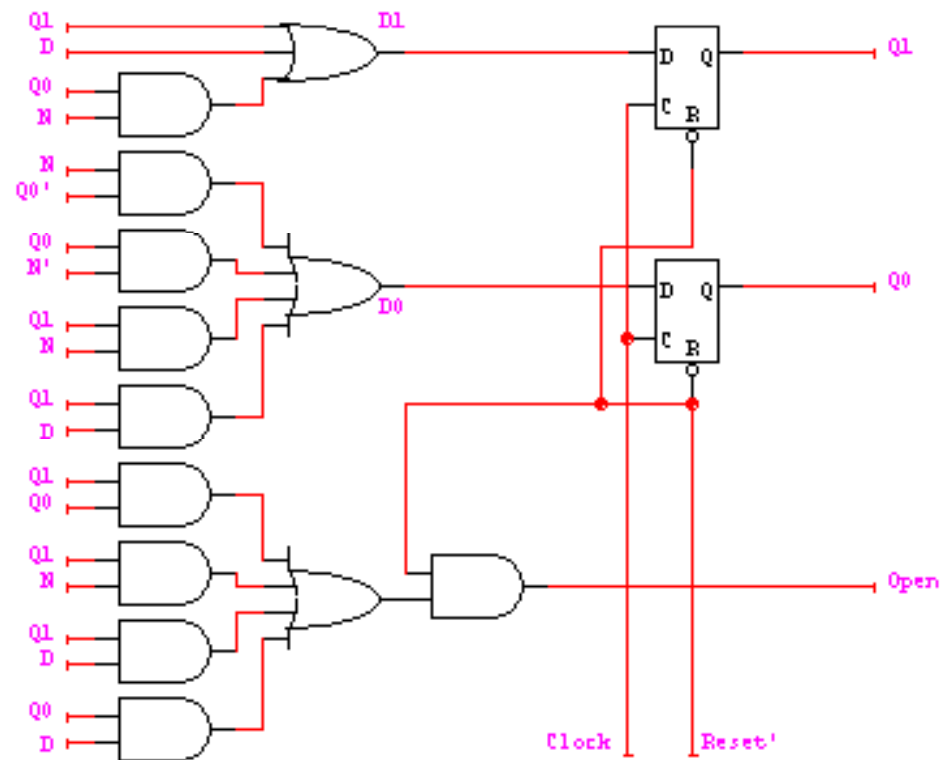 Q1 D1
D D Q Q1
Q0 C R
N
N
Q0'
Q0
N' D Q Q0
Q1 D0
N C R
Q1
D
Q1
Q0
Q1
N Open
Q1
D
Q0
D Clock Reset'